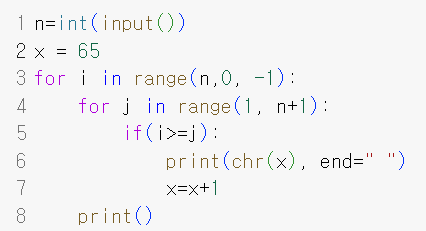 1 n=int(input())
2 x = 65
3 for i in range(n,0, -1):
4     for j in range(1, n+1):
5         if(i>=j):
6             print(chr(x), end=" ")
7             x=x+1
8     print()